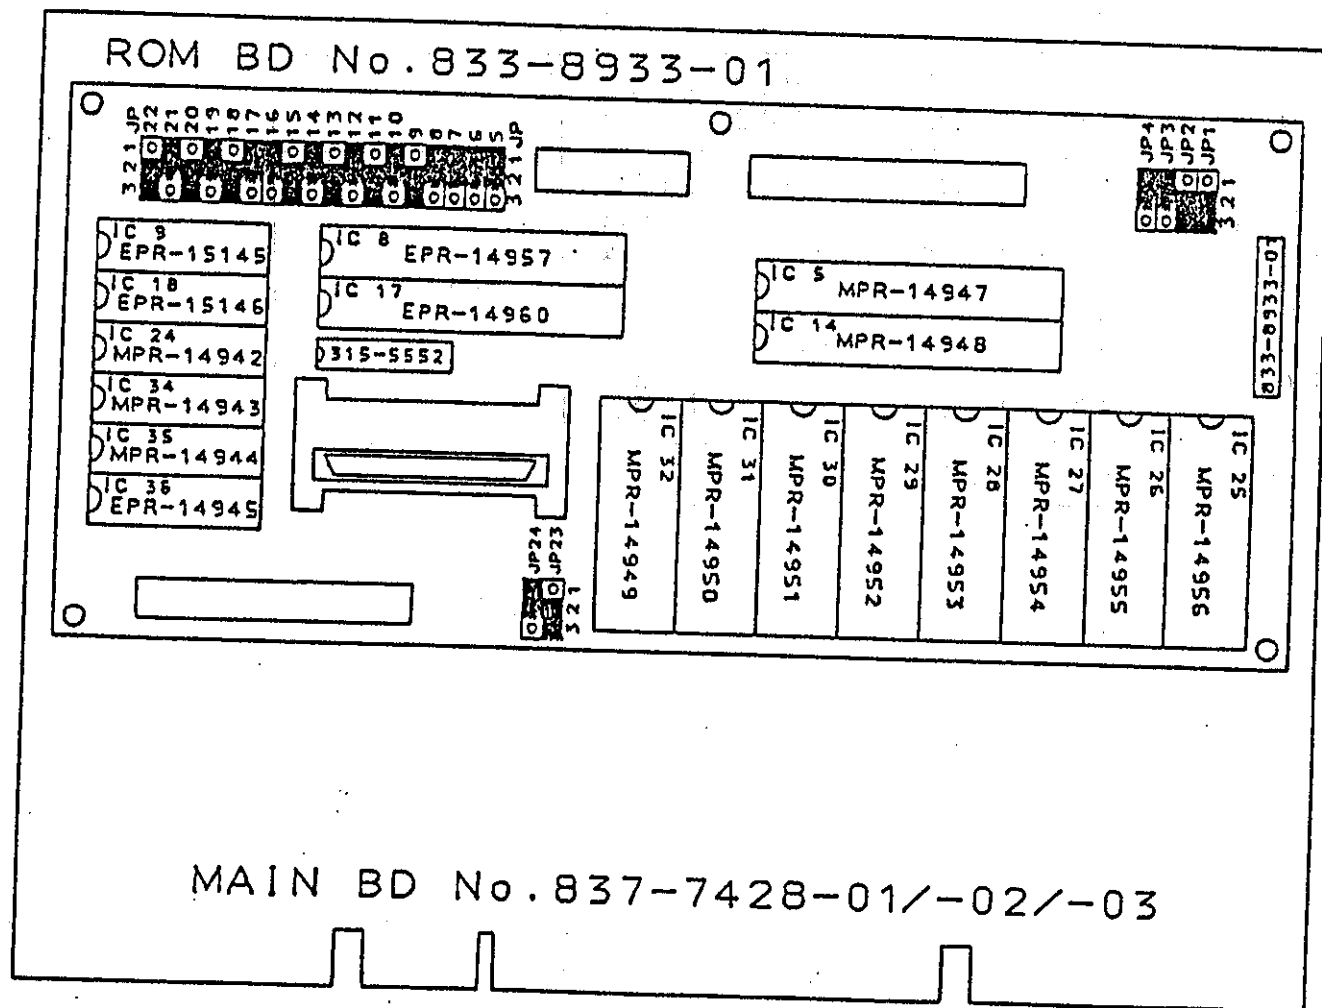 ROM BD No.833-8933-01
JP
22
21
20
19
18
17
16
15
14
13
12
11
10
9
8
7
6
5
JP
3 2 1
3 2 1
JP4
JP3
JP2
JP1
3 2 1
IC 9
EPR-15145
IC 18
EPR-15146
IC 24
MPR-14942
IC 34
MPR-14943
IC 35
MPR-14944
IC 36
EPR-14945
IC 8
EPR-14957
IC 17
EPR-14960
315-5552
IC 5
MPR-14947
IC 14
MPR-14948
833-8933-01
IC 32
MPR-14949
IC 31
MPR-14950
IC 30
MPR-14951
IC 29
MPR-14952
IC 28
MPR-14953
IC 27
MPR-14954
IC 26
MPR-14955
IC 25
MPR-14956
JP24
JP23
3 2 1
MAIN BD No.837-7428-01/-02/-03